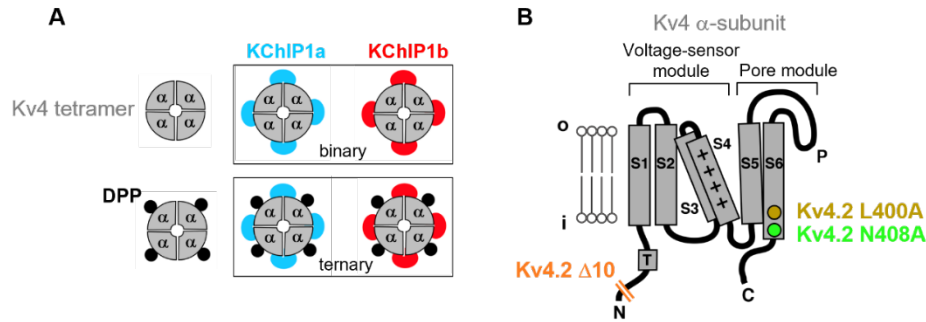 A
KChIP1a KChIP1b
Kv4 tetramer
α α α α
α α α α
α α α α
binary
DPP
α α α α
α α α α
α α α α
ternary
B
Kv4 α-subunit
Voltage-sensor
module
Pore module
o
i
S1 S2 S3 S4 S5 S6
+ + + +
P
Kv4.2 L400A
Kv4.2 N408A
T
Kv4.2 Δ10
N
C